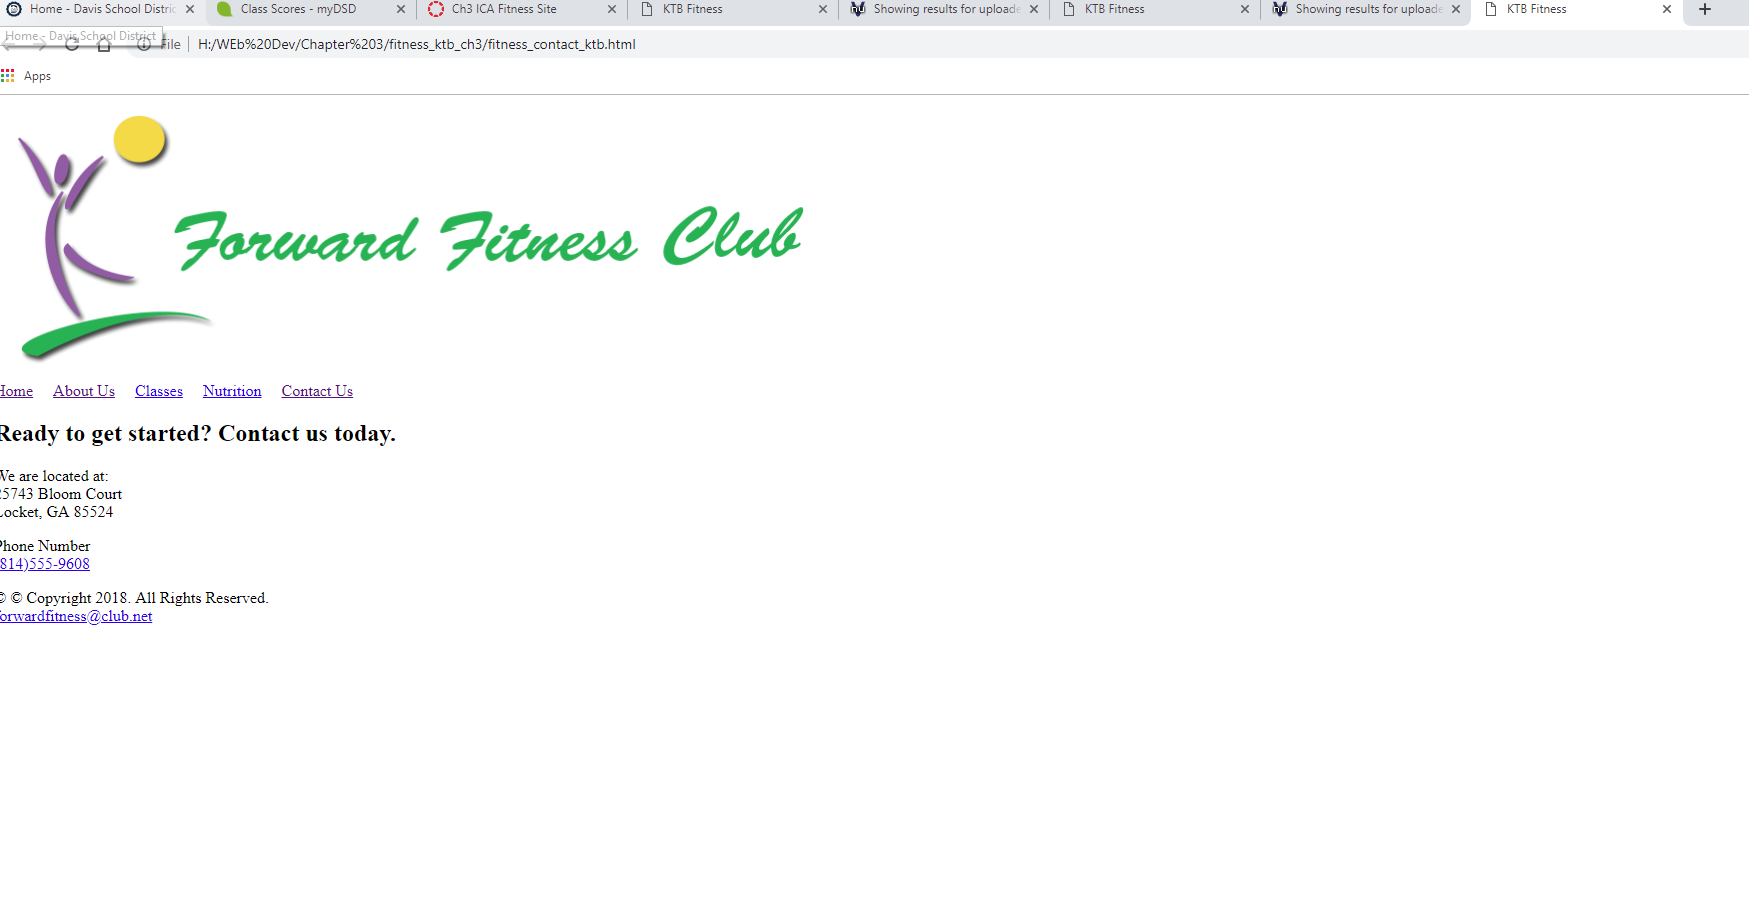 Home - Davis School Distric
Class Scores - myDSD
Ch3 ICA Fitness Site
KTB Fitness
Showing results for uploade
KTB Fitness
Showing results for uploade
KTB Fitness
Home - Davis School District
File
H:/WEb%20Dev/Chapter%203/fitness_ktb_ch3/fitness_contact_ktb.html
Apps
Forward Fitness Club
Home About Us Classes Nutrition Contact Us
Ready to get started? Contact us today.
We are located at:
25743 Bloom Court
Locket, GA 85524
Phone Number
(814)555-9608
© © Copyright 2018. All Rights Reserved.
forwardfitness@club.net